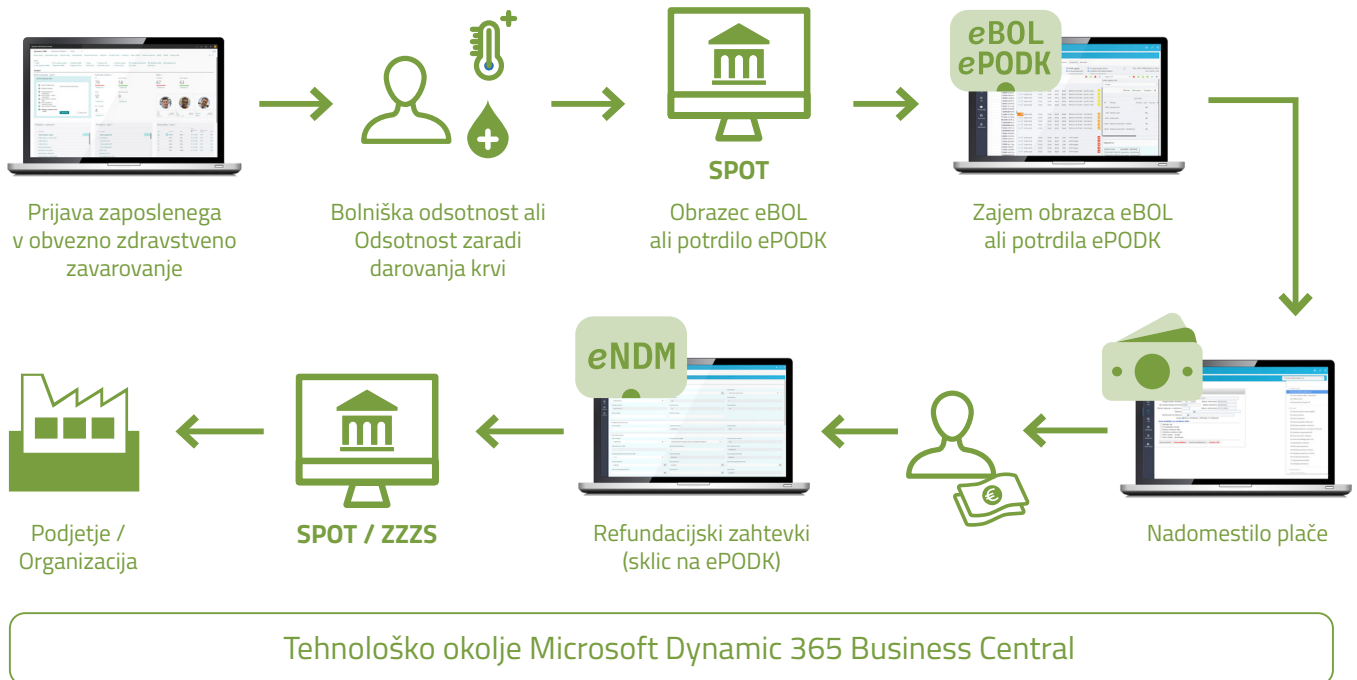 eBOL
ePODK
SPOT
Prijava zaposlenega
v obvezno zdravstveno
zavarovanje
Bolniška odsotnost ali
Odsotnost zaradi
darovanja krvi
Obrazec eBOL
ali potrdilo ePODK
Zajem obrazca eBOL
ali potrdila ePODK
eNDM
Podjetje /
Organizacija
SPOT / ZZZS
Refundacijski zahtevki
(sklic na ePODK)
€
Nadomestilo plače
Tehnološko okolje Microsoft Dynamic 365 Business Central